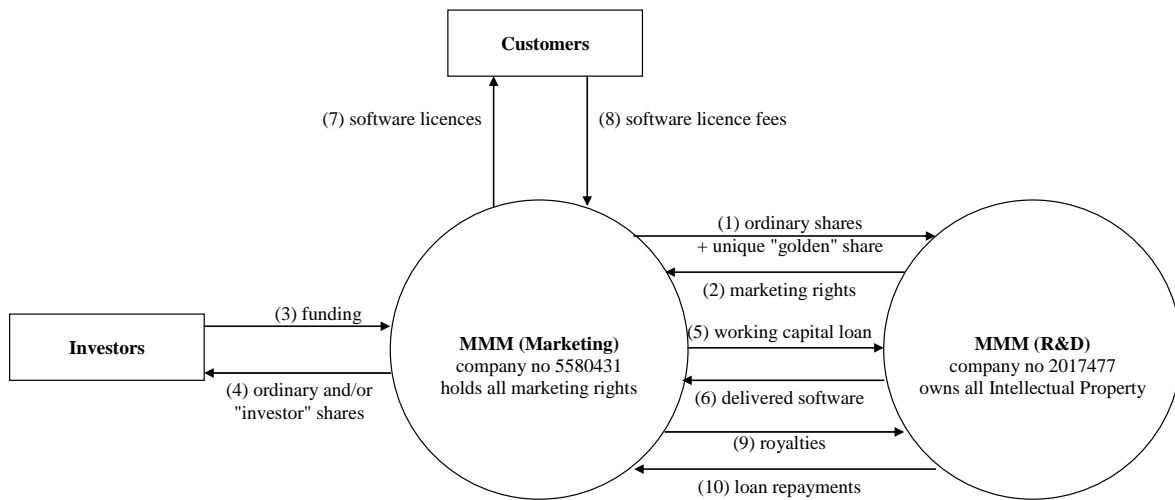 Customers
(7) software licences
(8) software licence fees
(1) ordinary shares
+ unique "golden" share
(2) marketing rights
(3) funding
Investors
(4) ordinary and/or
"investor" shares
MMM (Marketing)
company no 5580431
holds all marketing rights
(5) working capital loan
MMM (R&D)
company no 2017477
owns all Intellectual Property
(6) delivered software
(9) royalties
(10) loan repayments